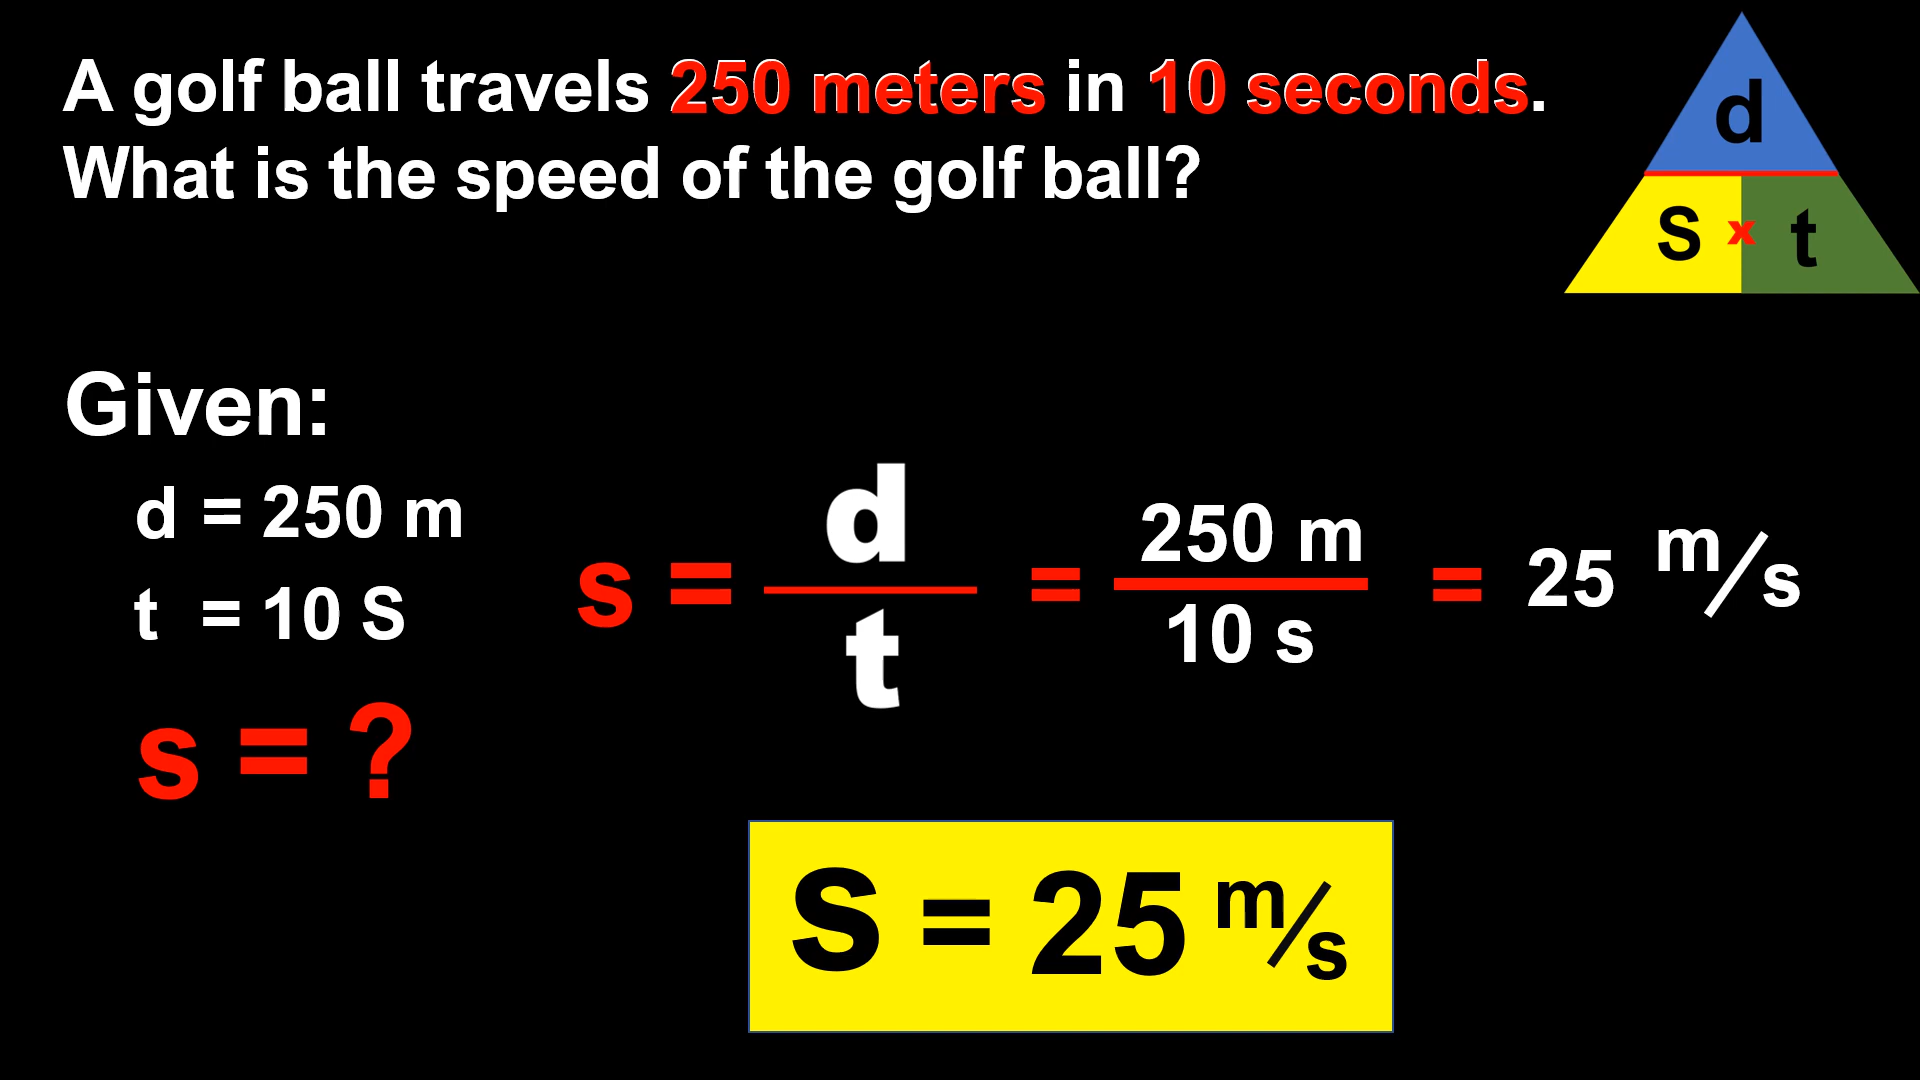 A golf ball travels 250 meters in 10 seconds.
What is the speed of the golf ball?
d
S x t
Given:
d = 250 m
t = 10 S
s = ?
s = d / t = 250 m / 10 s = 25 m/s
s = 25 m/s